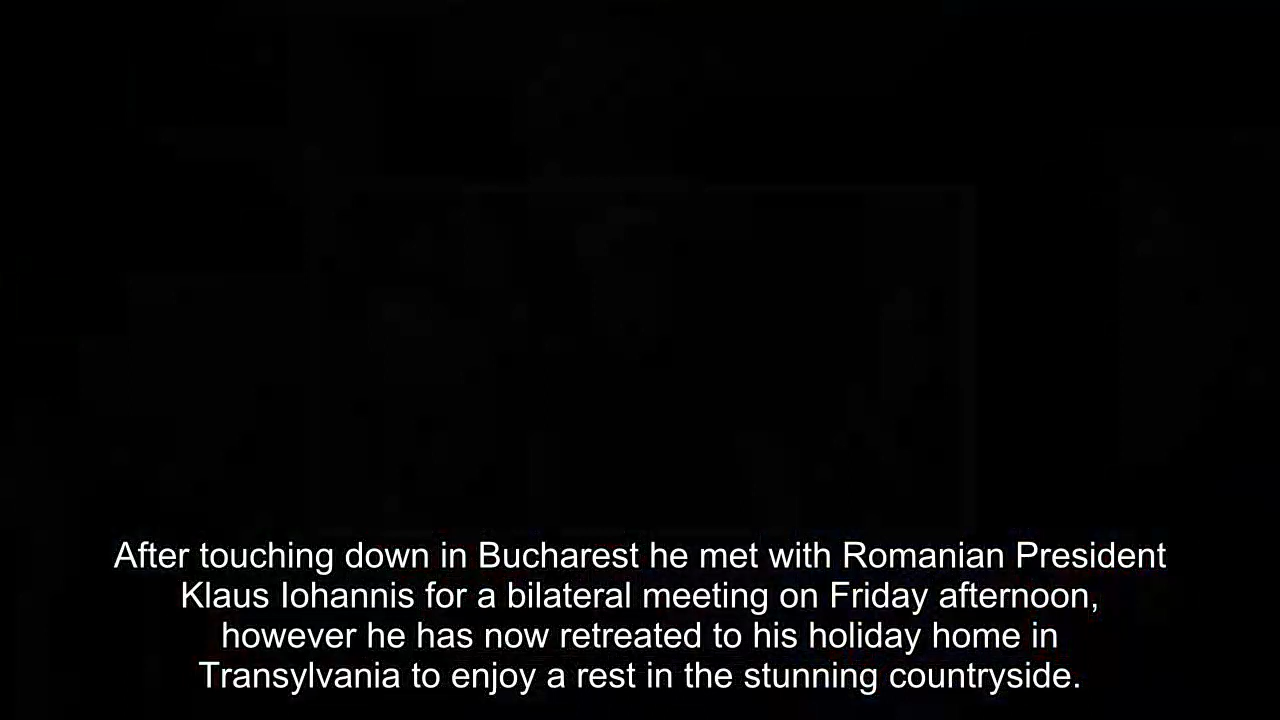 After touching down in Bucharest he met with Romanian President
Klaus Iohannis for a bilateral meeting on Friday afternoon,
however he has now retreated to his holiday home in
Transylvania to enjoy a rest in the stunning countryside.